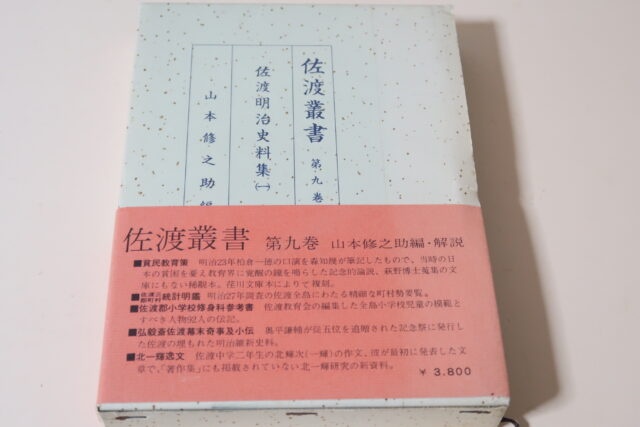 佐渡叢書 第九巻
佐渡明治史料集(一)
山本修之助編
佐渡叢書 第九巻 山本修之助編・解説
■貧民教育策 明治23年柏倉一徳の口演を森知幾が筆記したもので、当時の日
本の貧困を憂え教育界に覚醒の鐘を鳴らした記念的論説、萩野博士蒐集の文
庫にもない稀覯本。荏川文庫本により複刻。
■佐渡三郡町村統計明鑑 明治27年調査の佐渡全島にわたる精細な町村勢要覧。
■佐渡郡小学校修身科参考書 佐渡教育会の編集した全島小学校児童の模範と
すべき人物92人の伝記。
■弘毅斎佐渡幕末奇事及小伝 奥平謙輔が従五位を追贈された記念祭に発行し
た佐渡の埋もれた明治維新史料。
■北一輝逸文 佐渡中学二年生の北輝次(一輝)の作文。彼が最初に発表した文
章で、「著作集」にも掲載されていない北一輝研究の新資料。
¥3.800